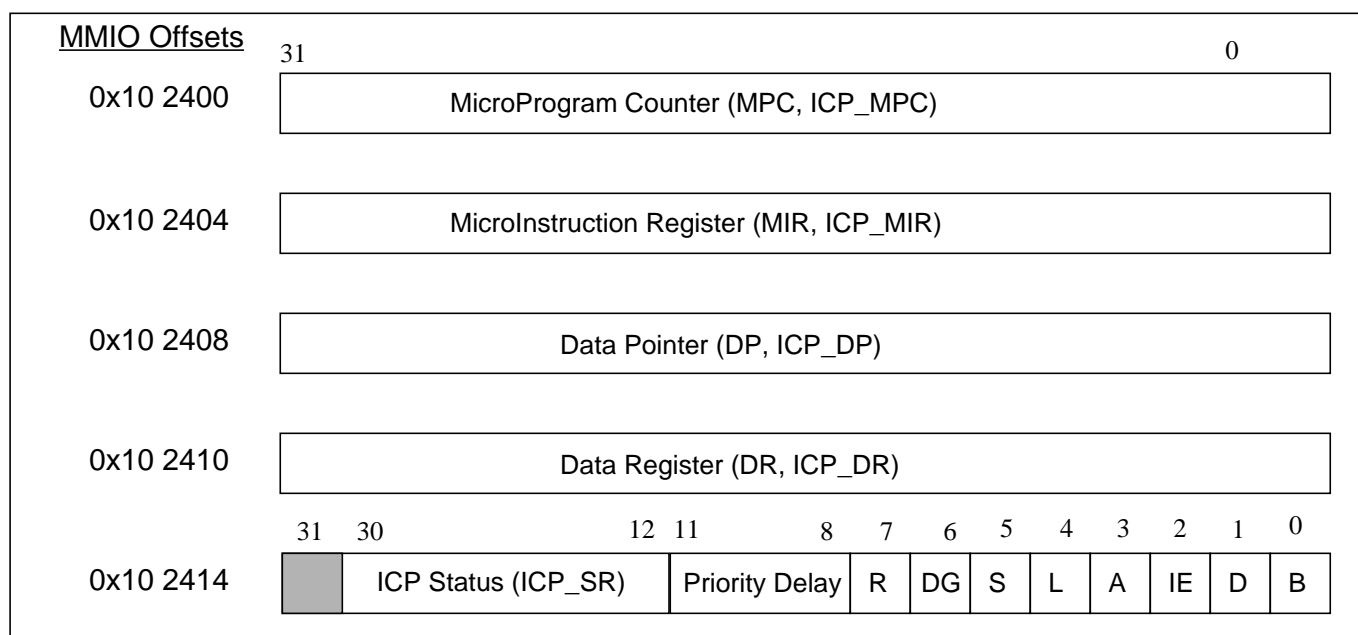 MMIO Offsets
31 0
0x10 2400 MicroProgram Counter (MPC, ICP_MPC)
0x10 2404 MicroInstruction Register (MIR, ICP_MIR)
0x10 2408 Data Pointer (DP, ICP_DP)
0x10 2410 Data Register (DR, ICP_DR)
31 30 12 11 8 7 6 5 4 3 2 1 0
0x10 2414 ICP Status (ICP_SR) Priority Delay R DG S L A IE D B